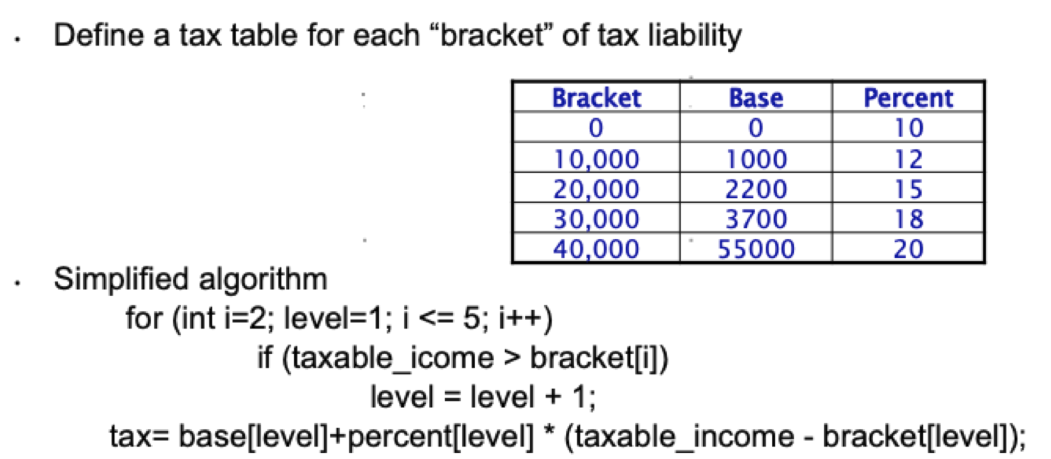 · Define a tax table for each “bracket” of tax liability
Bracket Base Percent
0 0 10
10,000 1000 12
20,000 2200 15
30,000 3700 18
40,000 55000 20
· Simplified algorithm
for (int i=2; level=1; i <= 5; i++)
if (taxable_icome > bracket[i])
level = level + 1;
tax= base[level]+percent[level] * (taxable_income - bracket[level]);